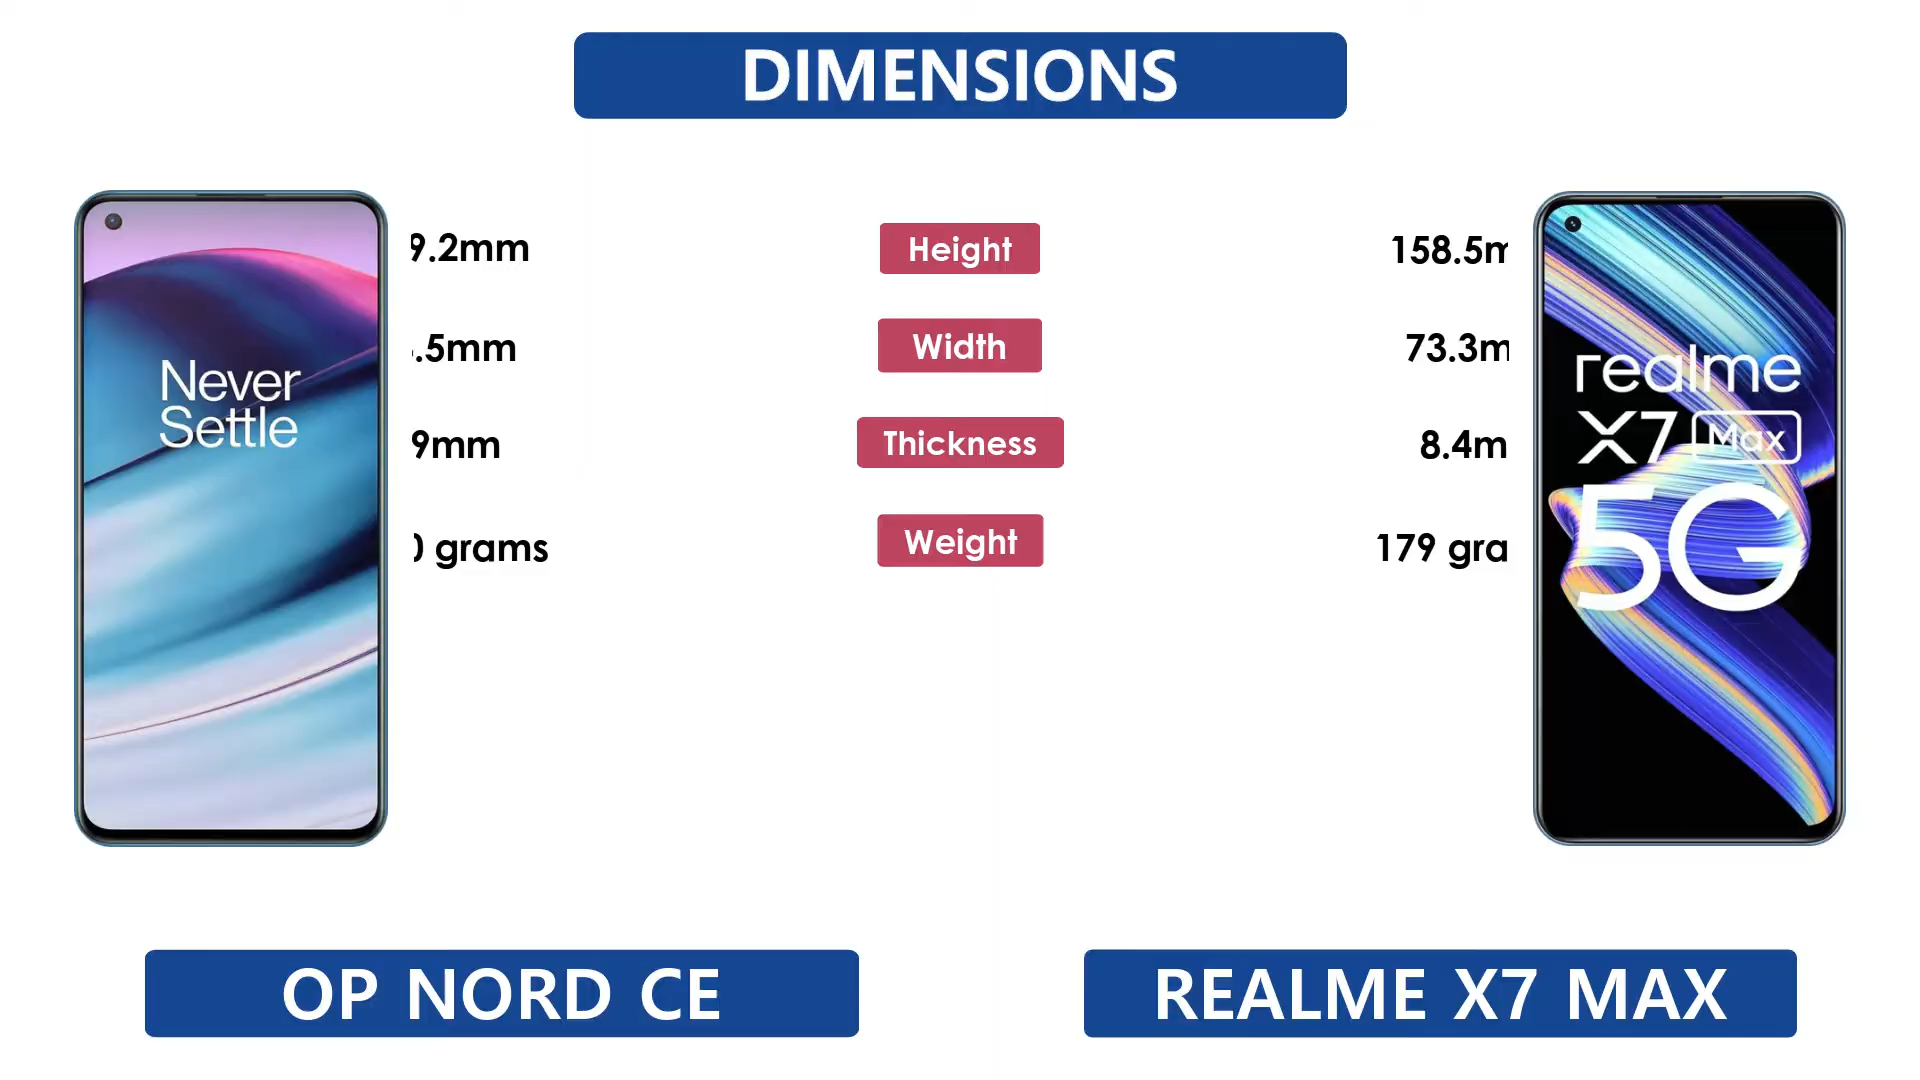 DIMENSIONS
9.2mm Height 158.5m
.5mm Width 73.3m
9mm Thickness 8.4m
0 grams Weight 179 gra
Never
Settle
realme
X7 Max
5G
OP NORD CE
REALME X7 MAX